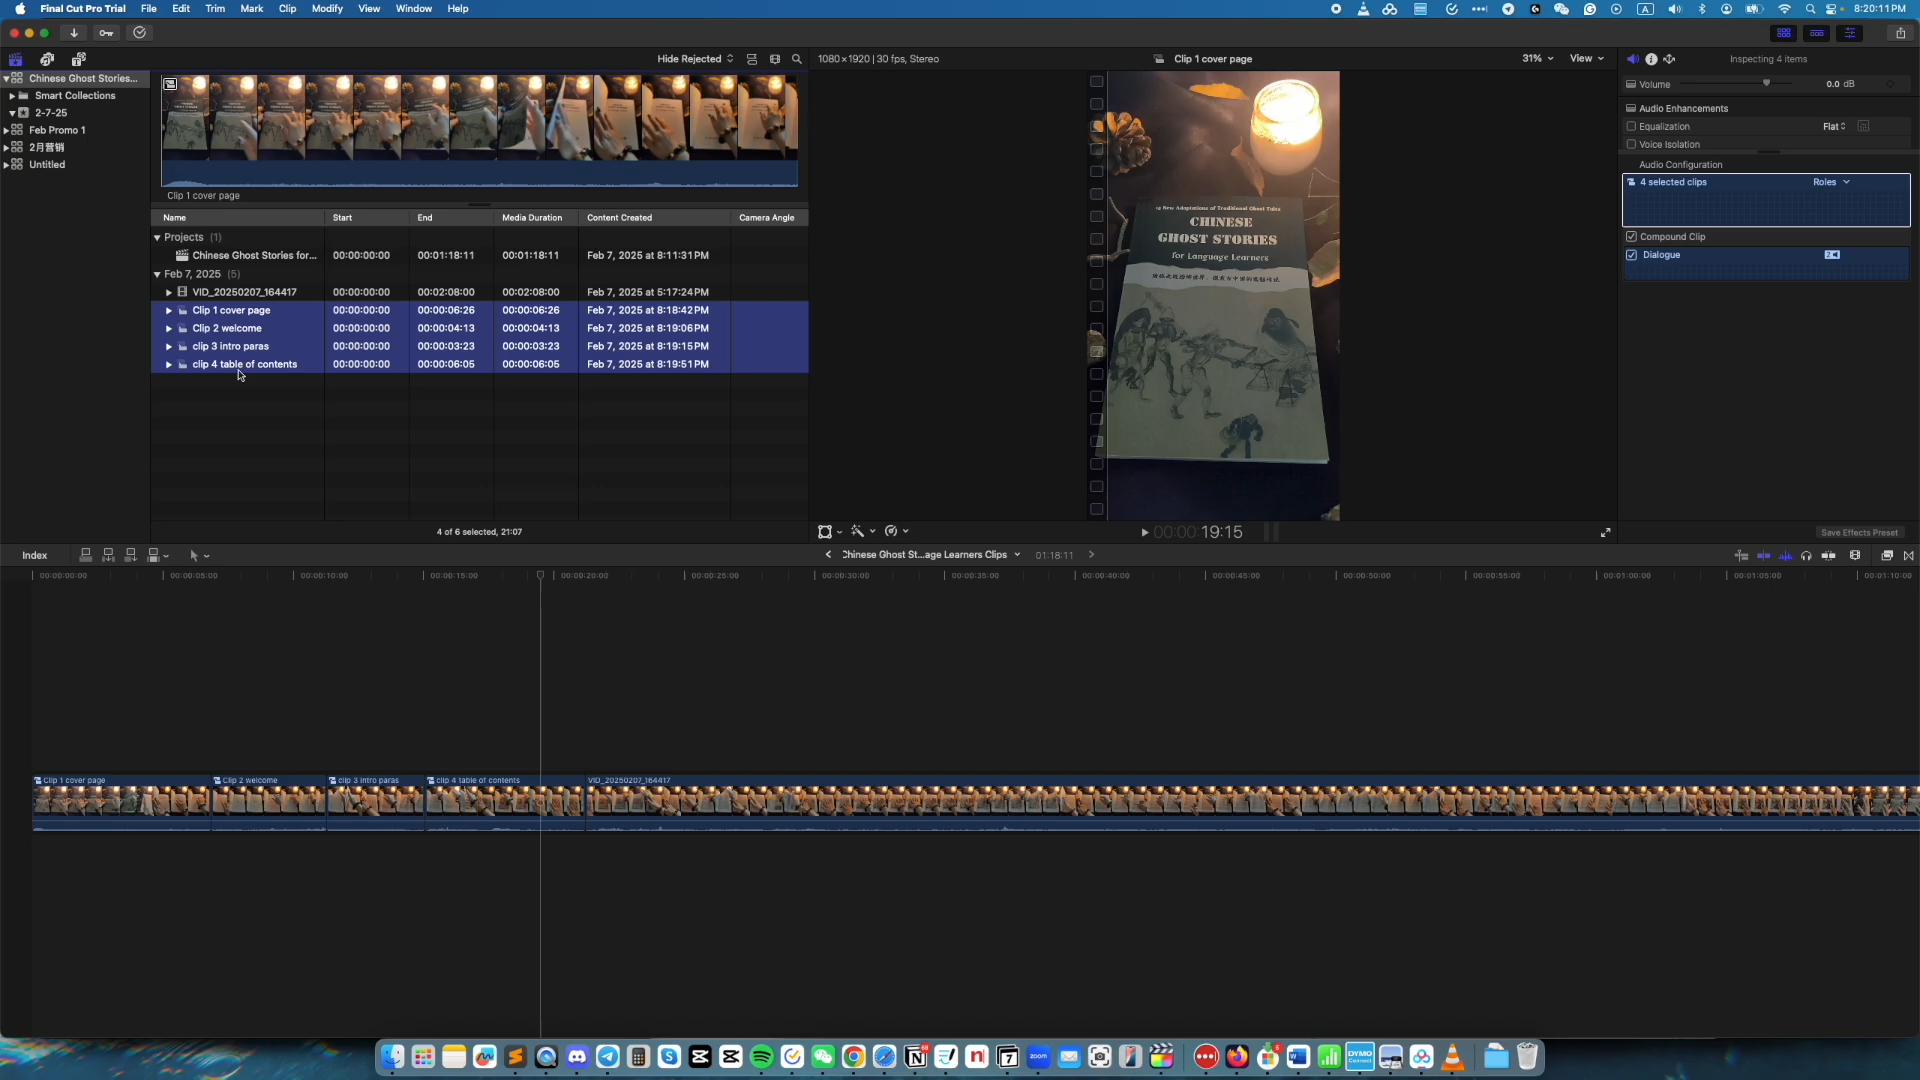 Final Cut Pro Trial File Edit Trim Mark Clip Modify View Window Help 8:20:11 PM
Hide Rejected 1080×1920 | 30 fps, Stereo Clip 1 cover page 31% View Inspecting 4 items
Chinese Ghost Stories...
Smart Collections
2-7-25
Feb Promo 1
2月营销
Untitled
Clip 1 cover page
Name Start End Media Duration Content Created Camera Angle
Projects (1)
Chinese Ghost Stories for... 00:00:00:00 00:01:18:11 00:01:18:11 Feb 7, 2025 at 8:11:31 PM
Feb 7, 2025 (5)
VID_20250207_164417 00:00:00:00 00:02:08:00 00:02:08:00 Feb 7, 2025 at 5:17:24 PM
Clip 1 cover page 00:00:00:00 00:00:06:26 00:00:06:26 Feb 7, 2025 at 8:18:42 PM
Clip 2 welcome 00:00:00:00 00:00:04:13 00:00:04:13 Feb 7, 2025 at 8:19:06 PM
clip 3 intro paras 00:00:00:00 00:00:03:23 00:00:03:23 Feb 7, 2025 at 8:19:15 PM
clip 4 table of contents 00:00:00:00 00:00:06:05 00:00:06:05 Feb 7, 2025 at 8:19:51 PM
4 of 6 selected, 21:07
New Adaptations of Traditional Ghost Tales
CHINESE
GHOST STORIES
for Language Learners
00:00:19:15
Volume 0.0 dB
Audio Enhancements
Equalization Flat
Voice Isolation
Audio Configuration
4 selected clips Roles
Compound Clip
Dialogue 2
Save Effects Preset
Index Chinese Ghost St...age Learners Clips 01:18:11
00:00:00:00 00:00:05:00 00:00:10:00 00:00:15:00 00:00:20:00 00:00:25:00 00:00:30:00 00:00:35:00 00:00:40:00 00:00:45:00 00:00:50:00 00:00:55:00 00:01:00:00 00:01:05:00 00:01:10:00
Clip 1 cover page Clip 2 welcome clip 3 intro paras clip 4 table of contents VID_20250207_164417
zoom
DYMO
Connect